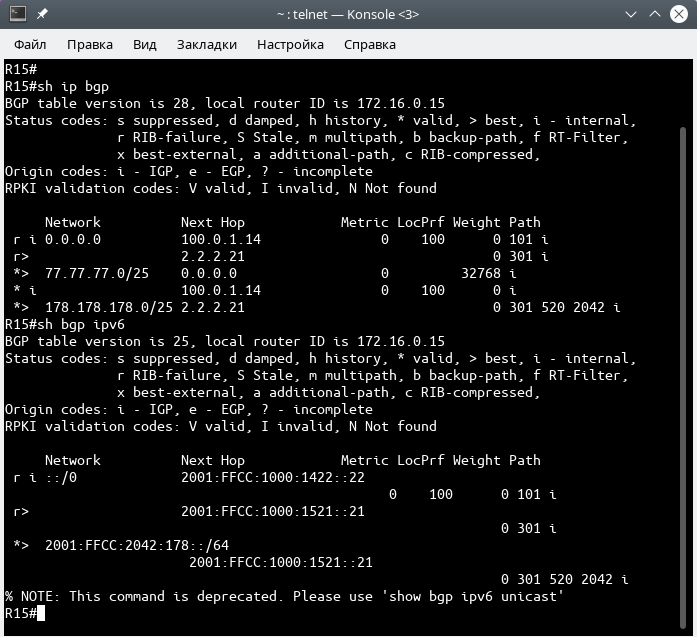 ~ : telnet — Konsole <3>
Файл Правка Вид Закладки Настройка Справка
R15#
R15#sh ip bgp
BGP table version is 28, local router ID is 172.16.0.15
Status codes: s suppressed, d damped, h history, * valid, > best, i - internal,
              r RIB-failure, S Stale, m multipath, b backup-path, f RT-Filter,
              x best-external, a additional-path, c RIB-compressed,
Origin codes: i - IGP, e - EGP, ? - incomplete
RPKI validation codes: V valid, I invalid, N Not found
     Network          Next Hop            Metric LocPrf Weight Path
 r i 0.0.0.0          100.0.1.14               0    100      0 101 i
 r>                   2.2.2.21                               0 301 i
 *>  77.77.77.0/25    0.0.0.0                  0         32768 i
 * i                  100.0.1.14               0    100      0 i
 *>  178.178.178.0/25 2.2.2.21                               0 301 520 2042 i
R15#sh bgp ipv6
BGP table version is 25, local router ID is 172.16.0.15
Status codes: s suppressed, d damped, h history, * valid, > best, i - internal,
              r RIB-failure, S Stale, m multipath, b backup-path, f RT-Filter,
              x best-external, a additional-path, c RIB-compressed,
Origin codes: i - IGP, e - EGP, ? - incomplete
RPKI validation codes: V valid, I invalid, N Not found
     Network          Next Hop            Metric LocPrf Weight Path
 r i ::/0             2001:FFCC:1000:1422::22
                                                0    100      0 101 i
 r>                   2001:FFCC:1000:1521::21
                                                              0 301 i
 *>  2001:FFCC:2042:178::/64
                       2001:FFCC:1000:1521::21
                                                              0 301 520 2042 i
% NOTE: This command is deprecated. Please use 'show bgp ipv6 unicast'
R15#